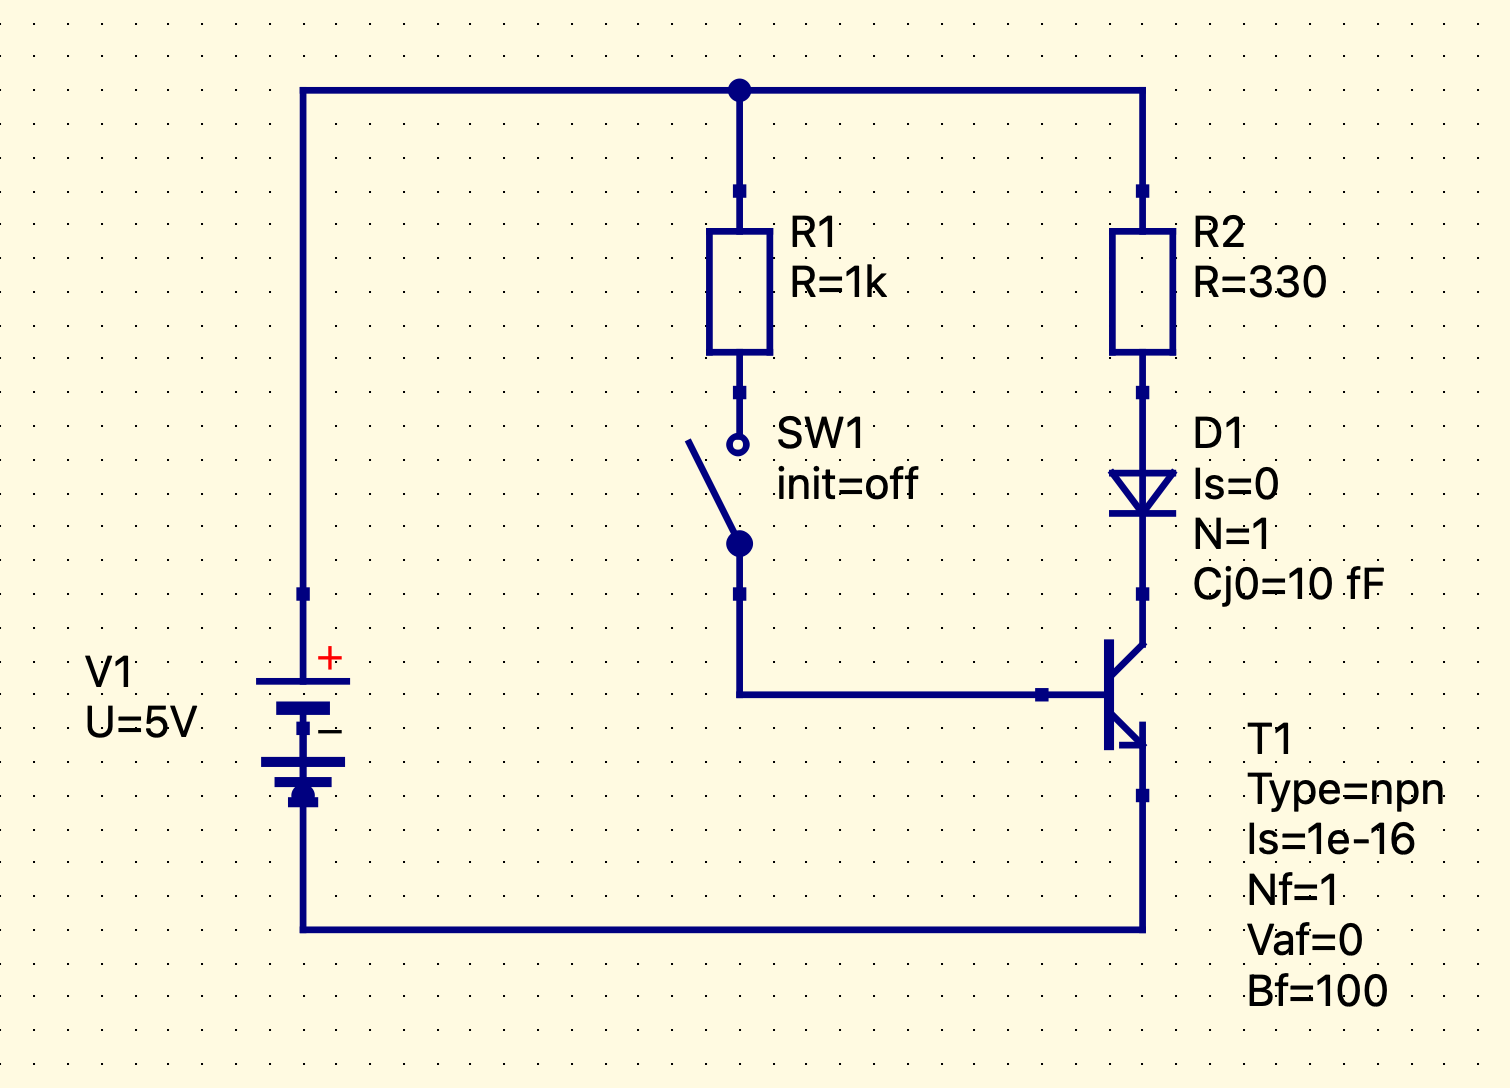 R1
R=1k
R2
R=330
SW1
init=off
D1
Is=0
N=1
Cj0=10 fF
+
V1
U=5V
−
T1
Type=npn
Is=1e-16
Nf=1
Vaf=0
Bf=100